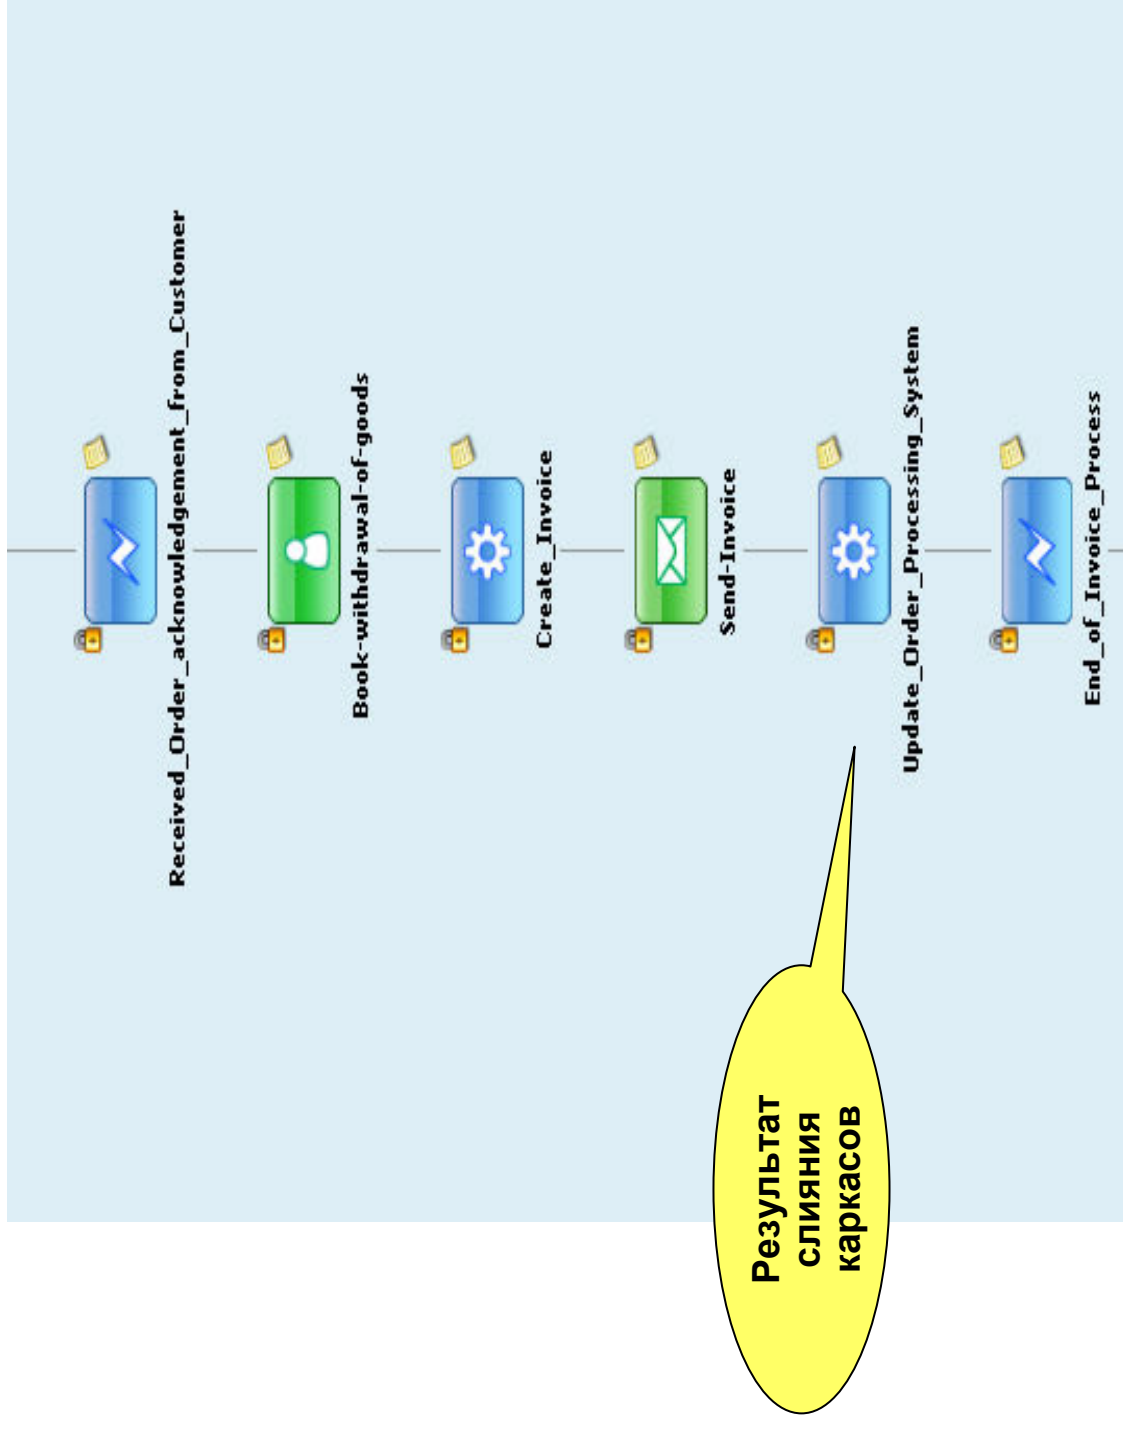 Received_Order_acknowledgement_from_Customer
Book-withdrawal-of-goods
Create_Invoice
Send-Invoice
Update_Order_Processing_System
End_of_Invoice_Process
Результат
слияния
каркасов